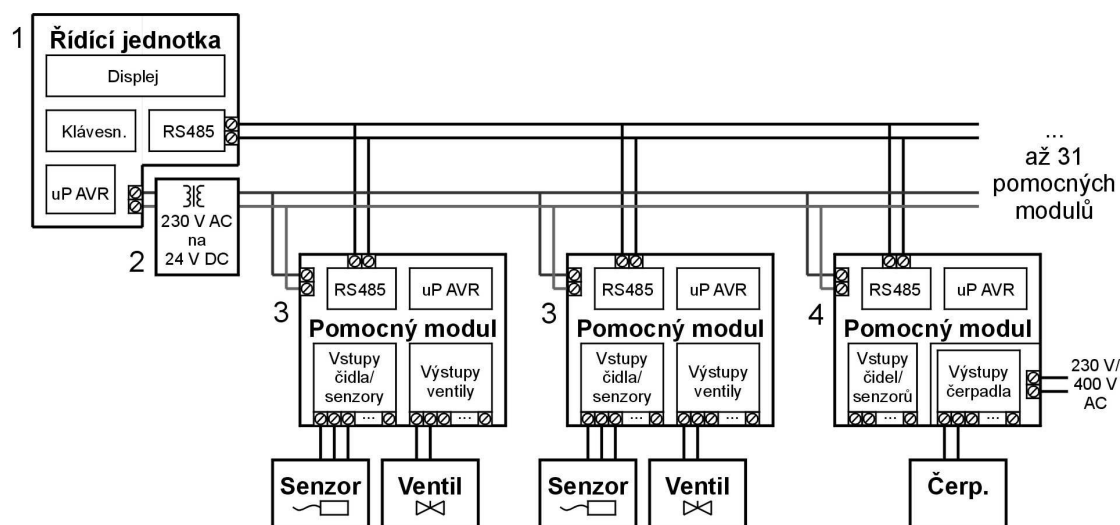 1
Řídící jednotka
Displej
Klávesn.
RS485
uP AVR
2
230 V AC
na
24 V DC
...
až 31
pomocných
modulů
3
RS485
uP AVR
Pomocný modul
Vstupy
čidla/
senzory
Výstupy
ventily
...
...
Senzor
Ventil
3
RS485
uP AVR
Pomocný modul
Vstupy
čidla/
senzory
Výstupy
ventily
...
...
Senzor
Ventil
4
RS485
uP AVR
Pomocný modul
Vstupy
čidel/
senzorů
Výstupy
čerpadla
...
...
230 V/
400 V
AC
Čerp.